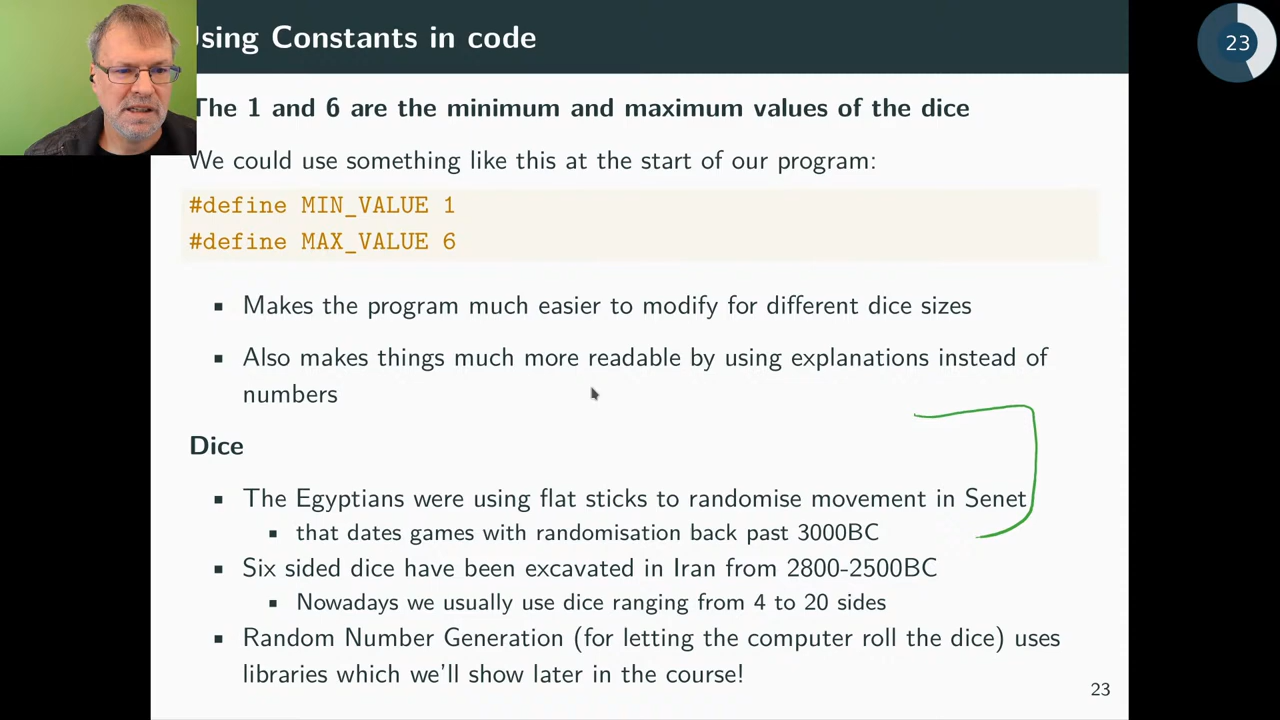 sing Constants in code
23
The 1 and 6 are the minimum and maximum values of the dice
We could use something like this at the start of our program:
#define MIN_VALUE 1
#define MAX_VALUE 6
▪ Makes the program much easier to modify for different dice sizes
▪ Also makes things much more readable by using explanations instead of
numbers
Dice
▪ The Egyptians were using flat sticks to randomise movement in Senet
▪ that dates games with randomisation back past 3000BC
▪ Six sided dice have been excavated in Iran from 2800-2500BC
▪ Nowadays we usually use dice ranging from 4 to 20 sides
▪ Random Number Generation (for letting the computer roll the dice) uses
libraries which we'll show later in the course!
23